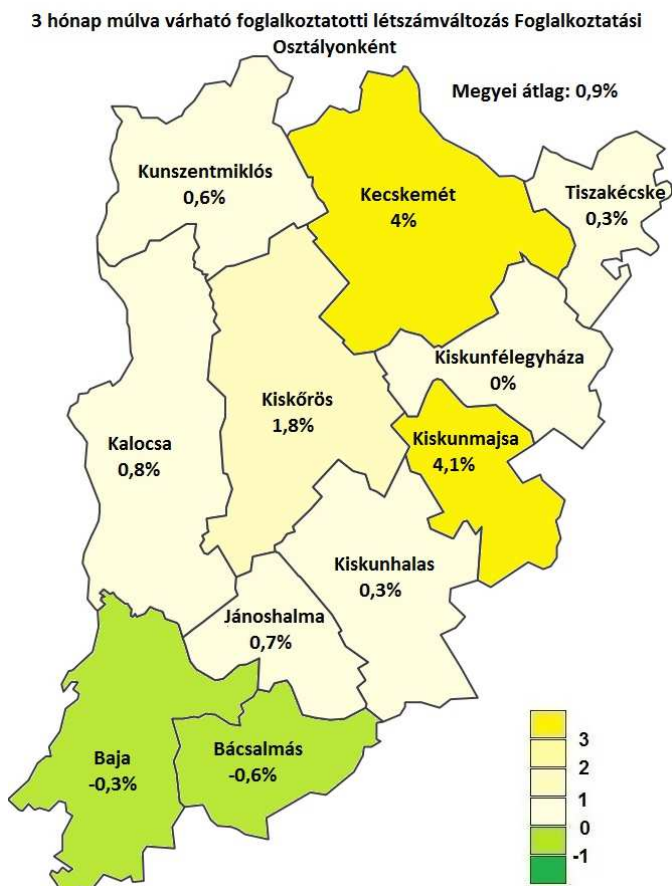 3 hónap múlva várható foglalkoztatotti létszámváltozás Foglalkoztatási
Osztályonként
Megyei átlag: 0,9%
Kunszentmiklós
0,6%
Kecskemét
4%
Tiszakécske
0,3%
Kiskunfélegyháza
0%
Kiskőrös
1,8%
Kiskunmajsa
4,1%
Kalocsa
0,8%
Kiskunhalas
0,3%
Jánoshalma
0,7%
Baja
-0,3%
Bácsalmás
-0,6%
3
2
1
0
-1